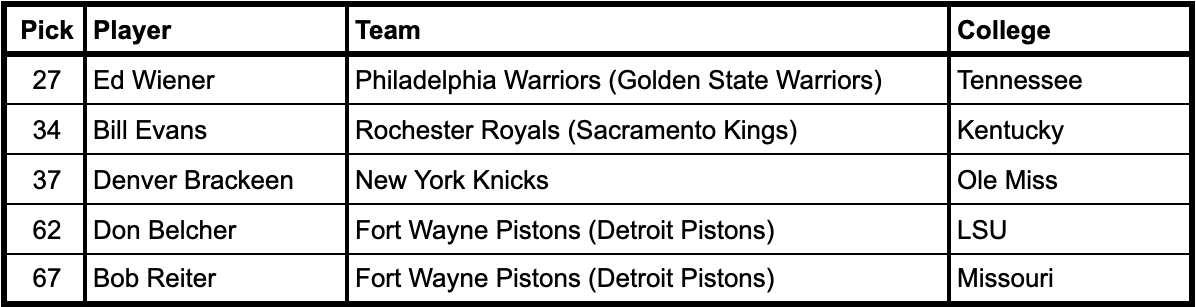 Pick Player Team College
27 Ed Wiener Philadelphia Warriors (Golden State Warriors) Tennessee
34 Bill Evans Rochester Royals (Sacramento Kings) Kentucky
37 Denver Brackeen New York Knicks Ole Miss
62 Don Belcher Fort Wayne Pistons (Detroit Pistons) LSU
67 Bob Reiter Fort Wayne Pistons (Detroit Pistons) Missouri